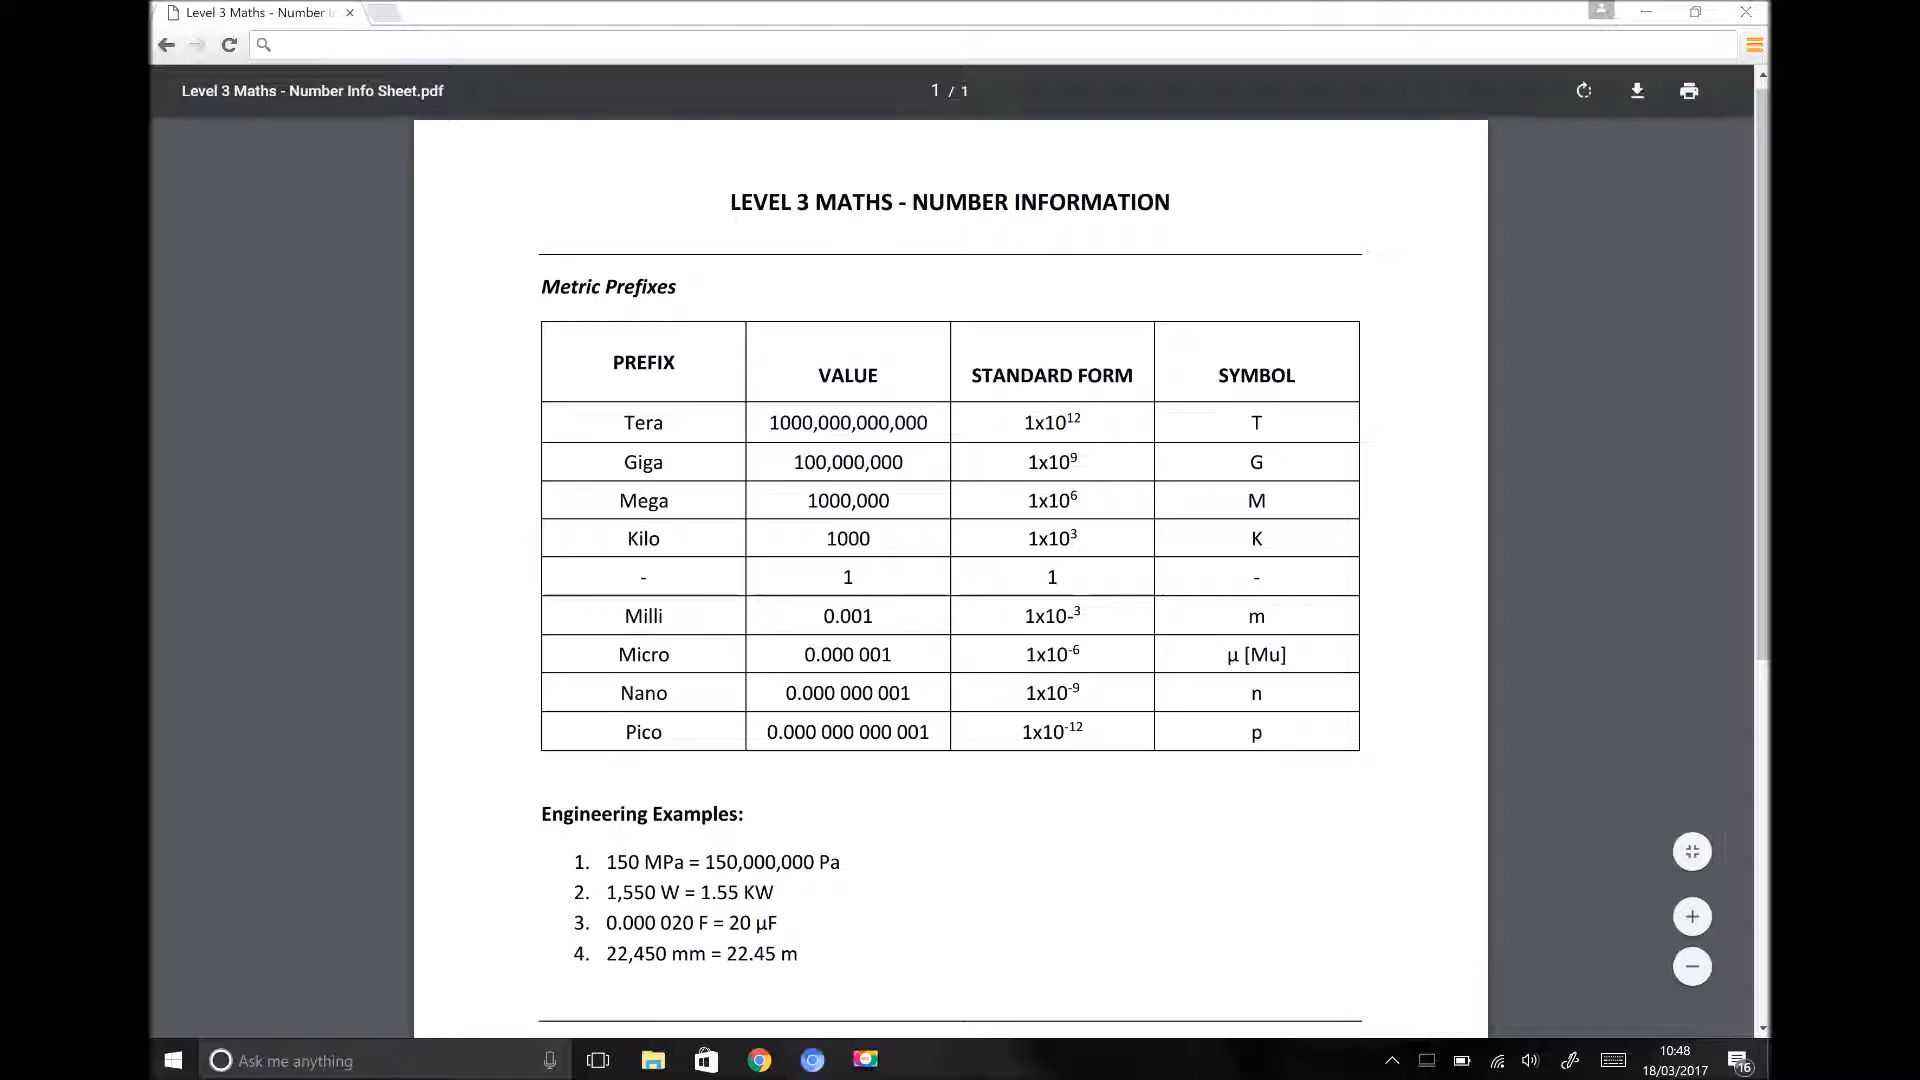 Level 3 Maths - Number I
Level 3 Maths - Number Info Sheet.pdf
1 / 1
LEVEL 3 MATHS - NUMBER INFORMATION
Metric Prefixes
PREFIX VALUE STANDARD FORM SYMBOL
Tera 1000,000,000,000 1x10¹² T
Giga 100,000,000 1x10⁹ G
Mega 1000,000 1x10⁶ M
Kilo 1000 1x10³ K
- 1 1 -
Milli 0.001 1x10-³ m
Micro 0.000 001 1x10⁻⁶ µ [Mu]
Nano 0.000 000 001 1x10⁻⁹ n
Pico 0.000 000 000 001 1x10⁻¹² p
Engineering Examples:
1. 150 MPa = 150,000,000 Pa
2. 1,550 W = 1.55 KW
3. 0.000 020 F = 20 µF
4. 22,450 mm = 22.45 m
Ask me anything
10:48
18/03/2017
16